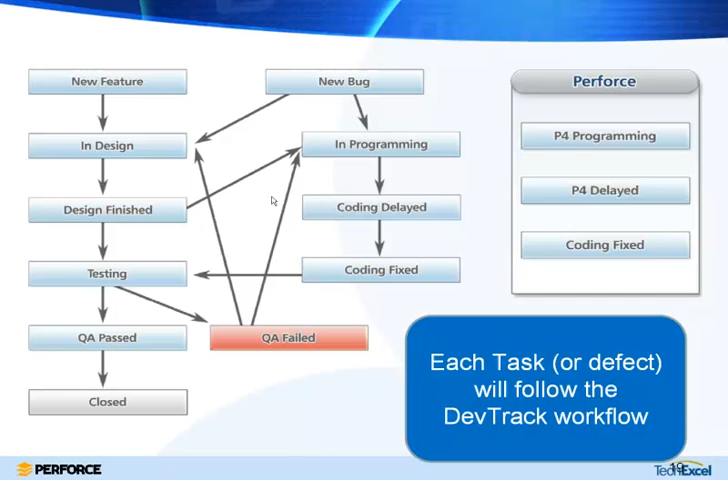 New Feature
New Bug
In Design
In Programming
Design Finished
Coding Delayed
Testing
Coding Fixed
QA Passed
QA Failed
Closed
Perforce
P4 Programming
P4 Delayed
Coding Fixed
Each Task (or defect)
will follow the
DevTrack workflow
PERFORCE
TechExcel
19